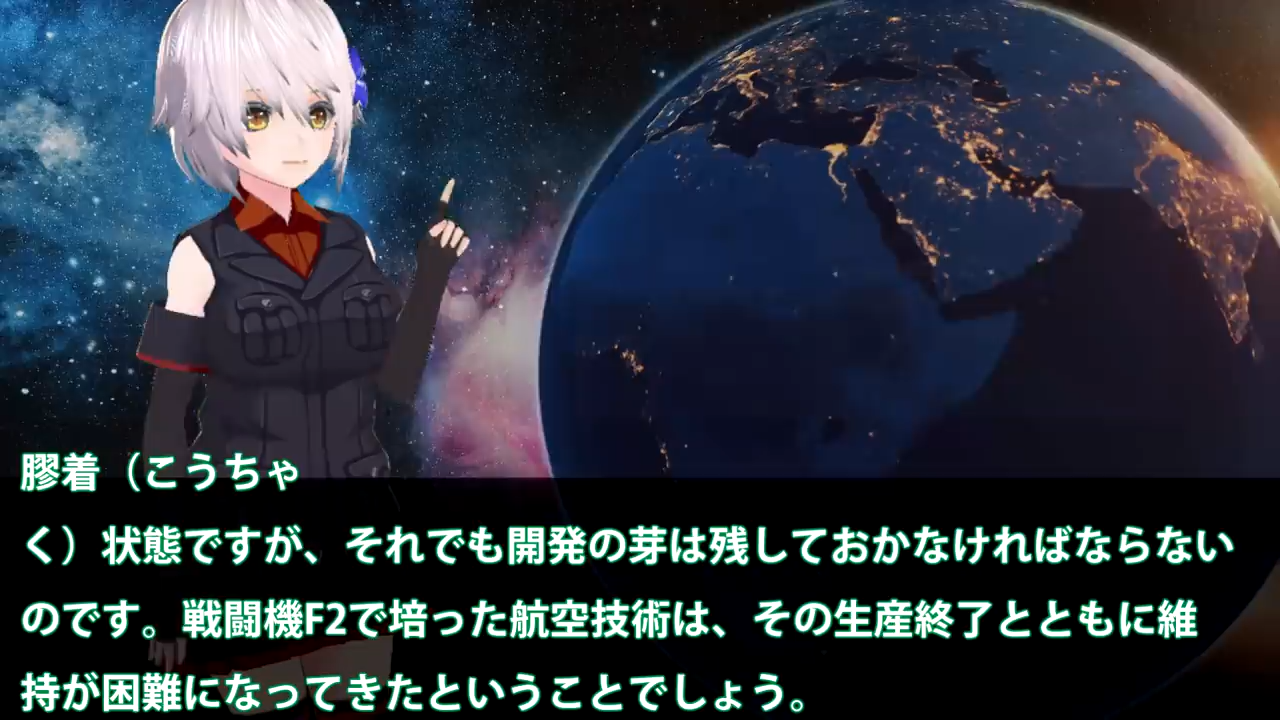 膠着（こうちゃ
く）状態ですが、それでも開発の芽は残しておかなければならない
のです。戦闘機F2で培った航空技術は、その生産終了とともに維
持が困難になってきたということでしょう。